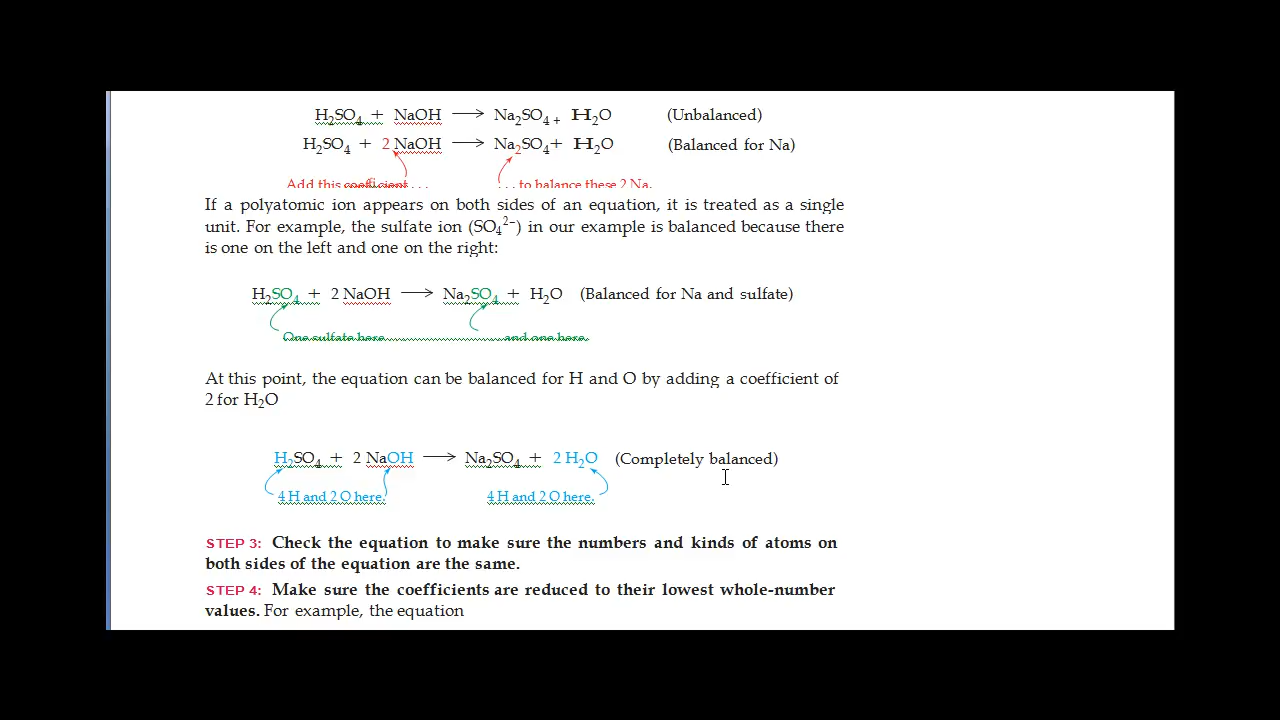 H₂SO₄ + NaOH ⟶ Na₂SO₄ + H₂O (Unbalanced)
H₂SO₄ + 2 NaOH ⟶ Na₂SO₄+ H₂O (Balanced for Na)
Add this coefficient . . . . . . to balance these 2 Na.
If a polyatomic ion appears on both sides of an equation, it is treated as a single
unit. For example, the sulfate ion (SO₄²⁻) in our example is balanced because there
is one on the left and one on the right:
H₂SO₄ + 2 NaOH ⟶ Na₂SO₄ + H₂O (Balanced for Na and sulfate)
One sulfate here . . . . . . and one here.
At this point, the equation can be balanced for H and O by adding a coefficient of
2 for H₂O
H₂SO₄ + 2 NaOH ⟶ Na₂SO₄ + 2 H₂O (Completely balanced)
4 H and 2 O here. 4 H and 2 O here.
STEP 3: Check the equation to make sure the numbers and kinds of atoms on
both sides of the equation are the same.
STEP 4: Make sure the coefficients are reduced to their lowest whole-number
values. For example, the equation